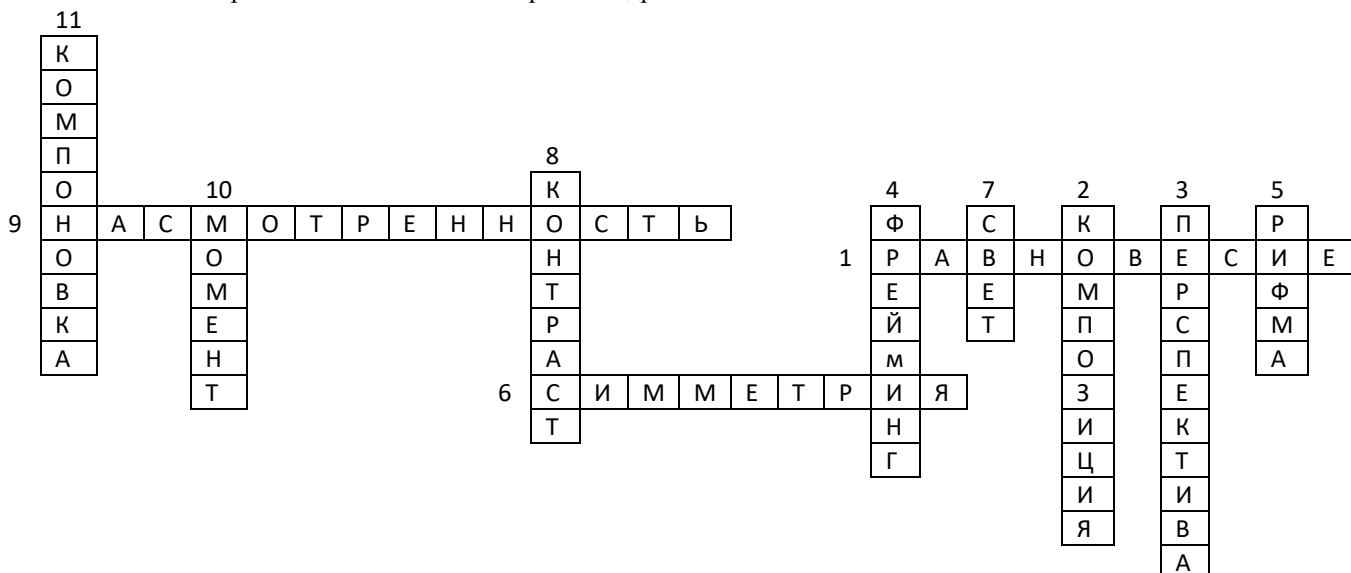 11
К
О
М
П 8
О 10 К 4 7 2 3 5
9 Н А С М О Т Р Е Н Н О С Т Ь Ф С К П Р
О О Н 1 Р А В Н О В Е С И Е
В М Т Е Е М Р Ф
К Е Р Й Т П С М
А Н А м О П А
Т 6 С И М М Е Т Р И Я З Е
Т Н И К
Г Ц Т
И И
Я В
А